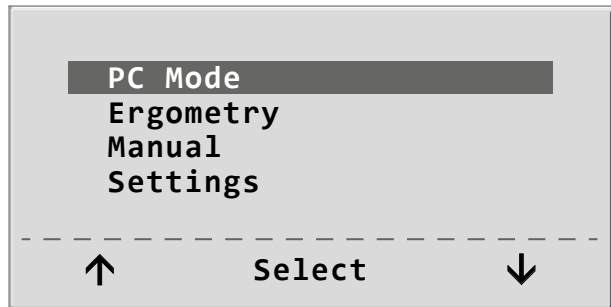 PC Mode
Ergometry
Manual
Settings
↑ Select ↓